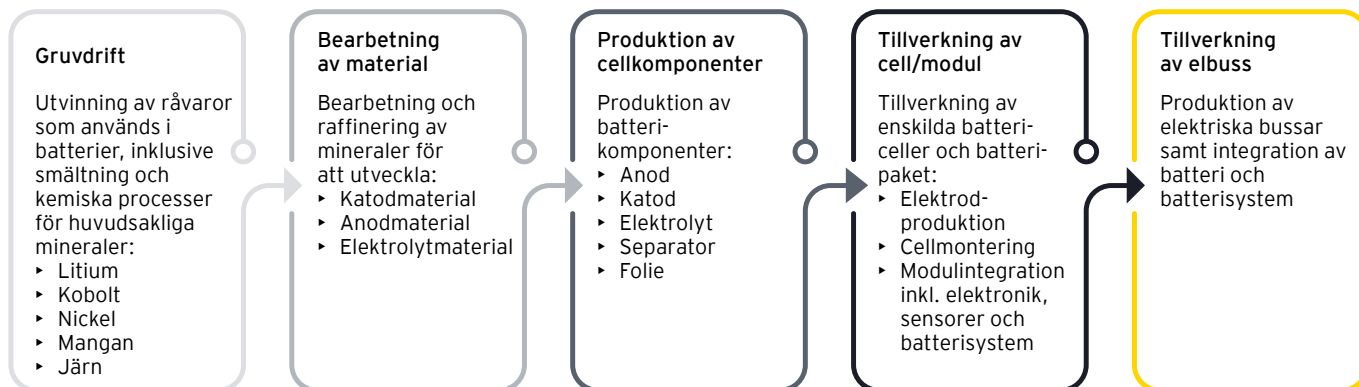 Gruvdrift
Utvinning av råvaror
som används i
batterier, inklusive
smältning och
kemiska processer
för huvudsakliga
mineraler:
‣ Litium
‣ Kobolt
‣ Nickel
‣ Mangan
‣ Järn
Bearbetning
av material
Bearbetning och
raffinering av
mineraler för
att utveckla:
‣ Katodmaterial
‣ Anodmaterial
‣ Elektrolytmaterial
Produktion av
cellkomponenter
Produktion av
batteri-
komponenter:
‣ Anod
‣ Katod
‣ Elektrolyt
‣ Separator
‣ Folie
Tillverkning av
cell/modul
Tillverkning av
enskilda batteri-
celler och batteri-
paket:
‣ Elektrod-
produktion
‣ Cellmontering
‣ Modulintegration
inkl. elektronik,
sensorer och
batterisystem
Tillverkning
av elbuss
Produktion av
elektriska bussar
samt integration av
batteri och
batterisystem